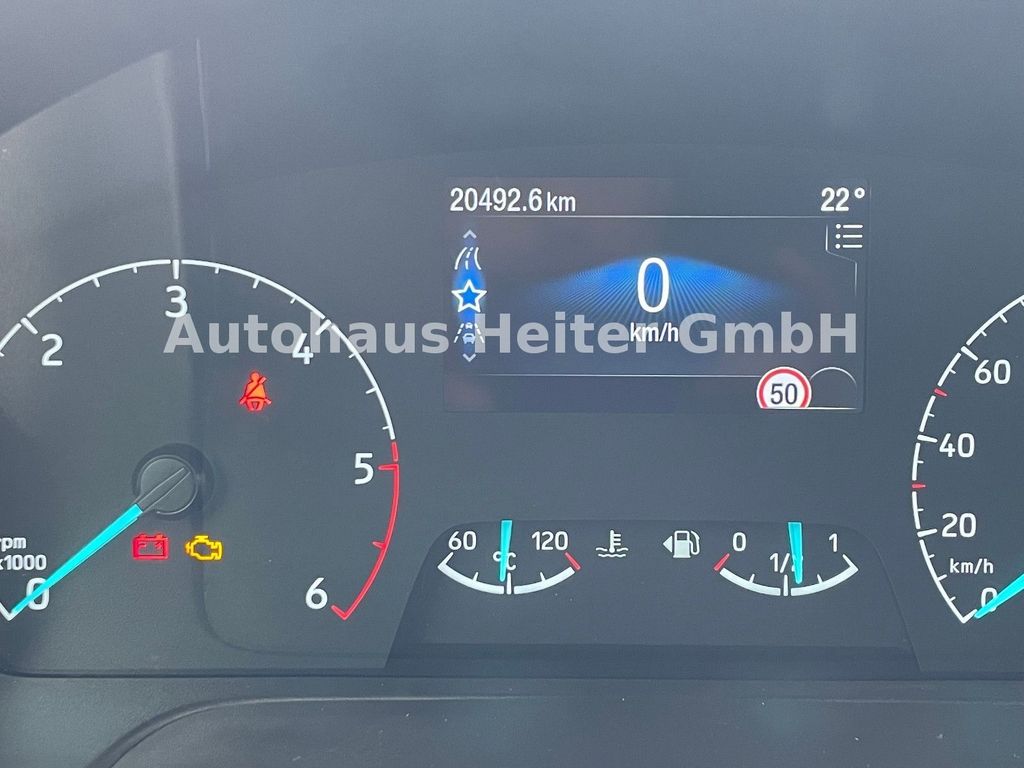 20492.6 km 22°
0
km/h
Autohaus Heiter GmbH
50
0 2 3 4 5 6
rpm
x1000
60 °C 120
0 1/2 1
0 20 40 60
km/h